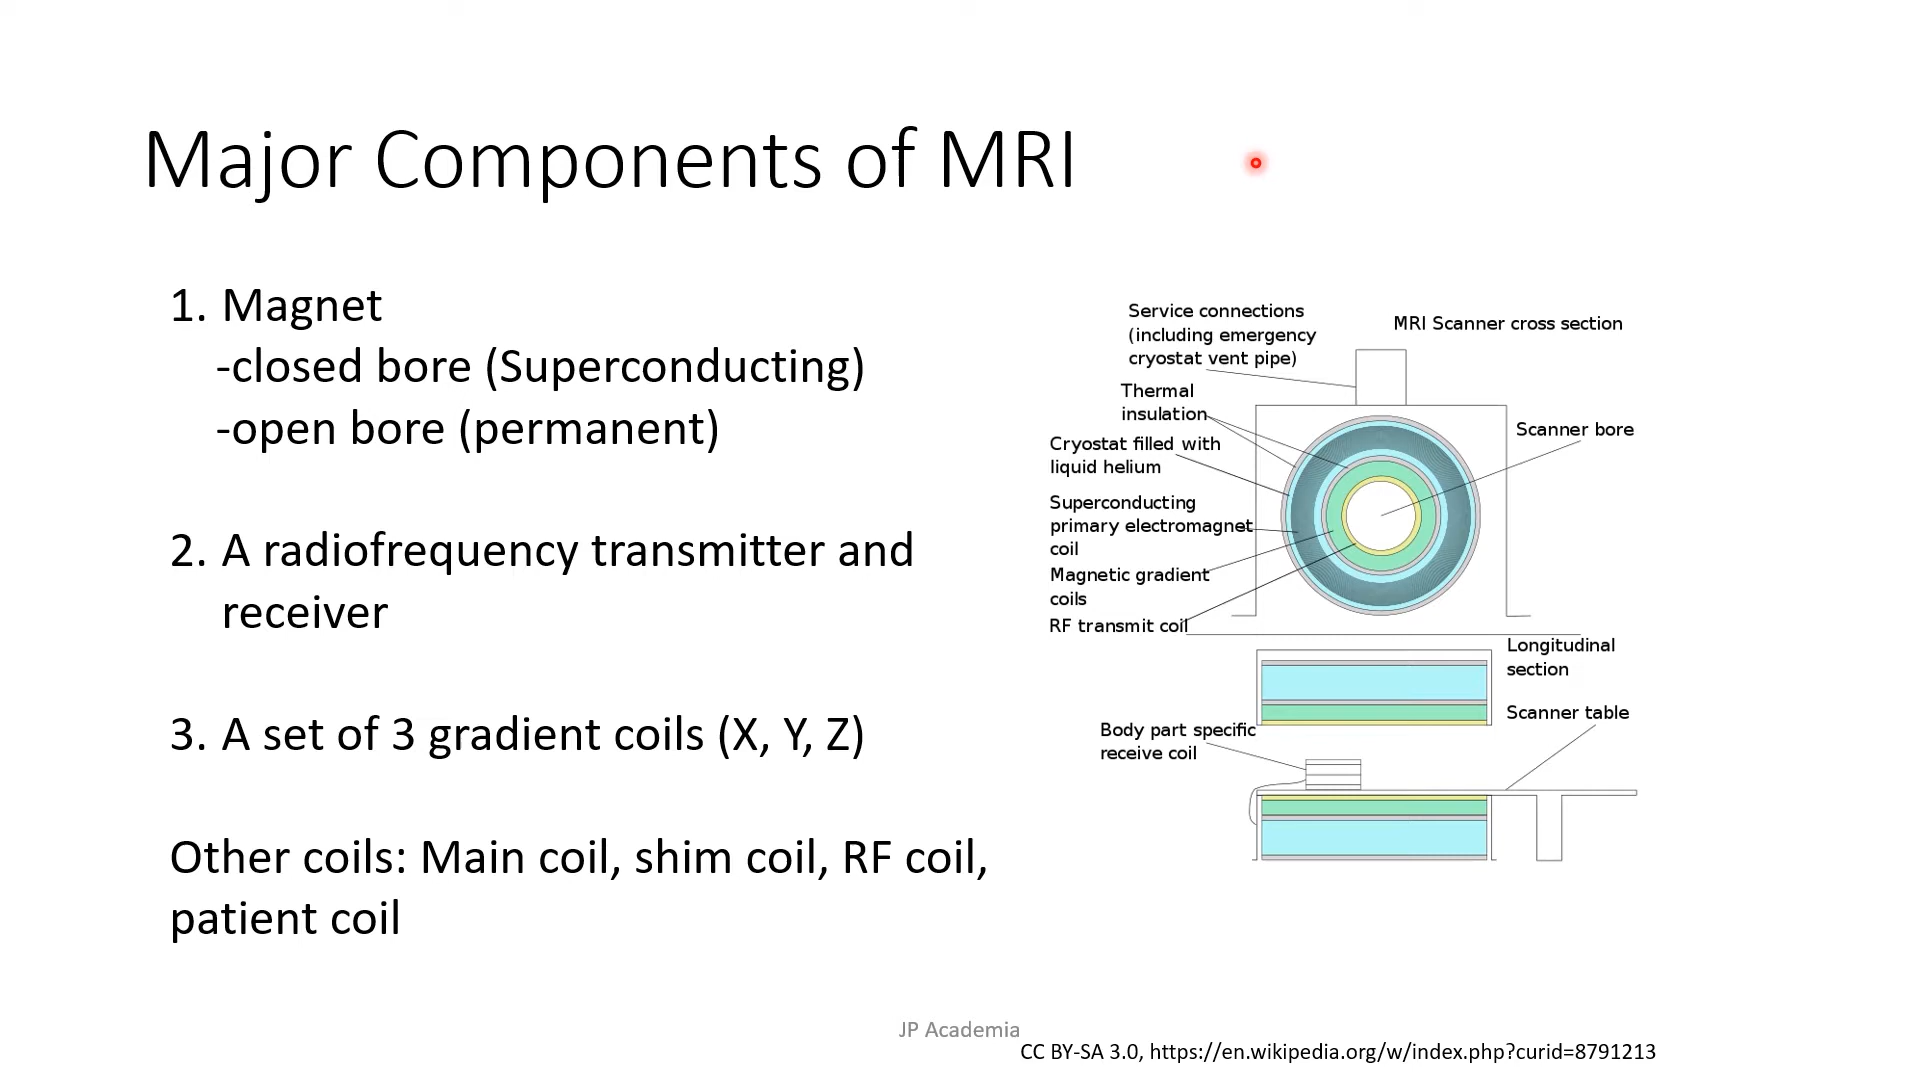 Major Components of MRI
1. Magnet
-closed bore (Superconducting)
-open bore (permanent)
2. A radiofrequency transmitter and
receiver
3. A set of 3 gradient coils (X, Y, Z)
Other coils: Main coil, shim coil, RF coil,
patient coil
Service connections
(including emergency
cryostat vent pipe)
MRI Scanner cross section
Thermal
insulation
Scanner bore
Cryostat filled with
liquid helium
Superconducting
primary electromagnet
coil
Magnetic gradient
coils
RF transmit coil
Longitudinal
section
Scanner table
Body part specific
receive coil
JP Academia
CC BY-SA 3.0, https://en.wikipedia.org/w/index.php?curid=8791213